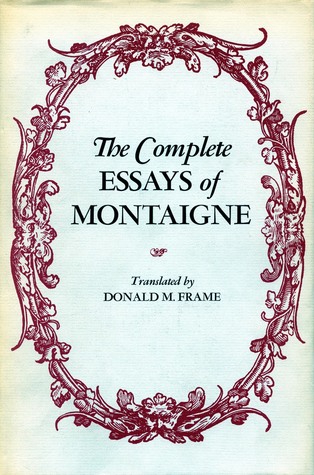 The Complete
ESSAYS of
MONTAIGNE
Translated by
DONALD M. FRAME